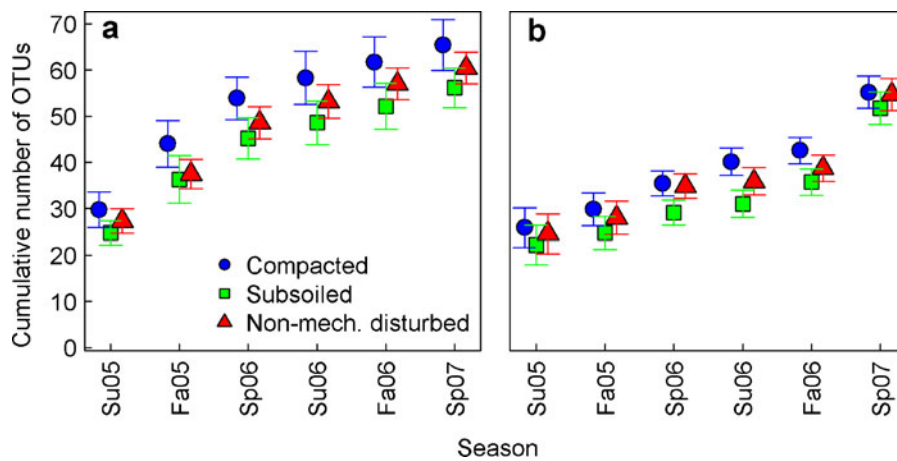 a
b
Cumulative number of OTUs
70
60
50
40
30
20
10
0
Compacted
Subsoiled
Non-mech. disturbed
Su05
Fa05
Sp06
Su06
Fa06
Sp07
Su05
Fa05
Sp06
Su06
Fa06
Sp07
Season